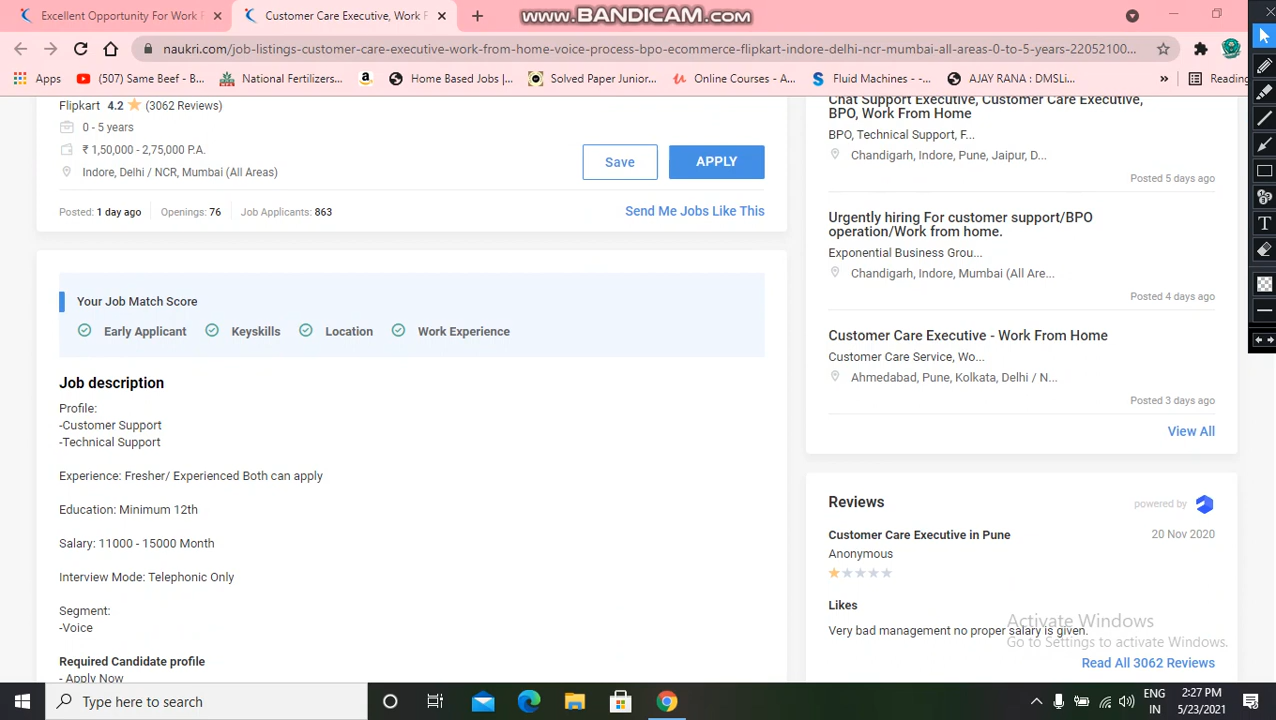 Excellent Opportunity For Work F
Customer Care Executive, Work F
www.BANDICAM.com
naukri.com/job-listings-customer-care-executive-work-from-home-voice-process-bpo-ecommerce-flipkart-indore-delhi-ncr-mumbai-all-areas-0-to-5-years-22052100...
Apps
(507) Same Beef - B...
National Fertilizers...
Home Based Jobs |...
Solved Paper Junior...
Online Courses - A...
Fluid Machines - -...
AJAY RANA : DMSLi...
Reading
Flipkart 4.2 (3062 Reviews)
0 - 5 years
₹ 1,50,000 - 2,75,000 P.A.
Indore, Delhi / NCR, Mumbai (All Areas)
Save
APPLY
Posted: 1 day ago
Openings: 76
Job Applicants: 863
Send Me Jobs Like This
Your Job Match Score
Early Applicant
Keyskills
Location
Work Experience
Job description
Profile:
-Customer Support
-Technical Support
Experience: Fresher/ Experienced Both can apply
Education: Minimum 12th
Salary: 11000 - 15000 Month
Interview Mode: Telephonic Only
Segment:
-Voice
Required Candidate profile
- Apply Now
Chat Support Executive, Customer Care Executive,
BPO, Work From Home
BPO, Technical Support, F...
Chandigarh, Indore, Pune, Jaipur, D...
Posted 5 days ago
Urgently hiring For customer support/BPO
operation/Work from home.
Exponential Business Grou...
Chandigarh, Indore, Mumbai (All Are...
Posted 4 days ago
Customer Care Executive - Work From Home
Customer Care Service, Wo...
Ahmedabad, Pune, Kolkata, Delhi / N...
Posted 3 days ago
View All
Reviews
powered by
Customer Care Executive in Pune
20 Nov 2020
Anonymous
Likes
Very bad management no proper salary is given.
Read All 3062 Reviews
Activate Windows
Go to Settings to activate Windows.
Type here to search
ENG
IN
2:27 PM
5/23/2021